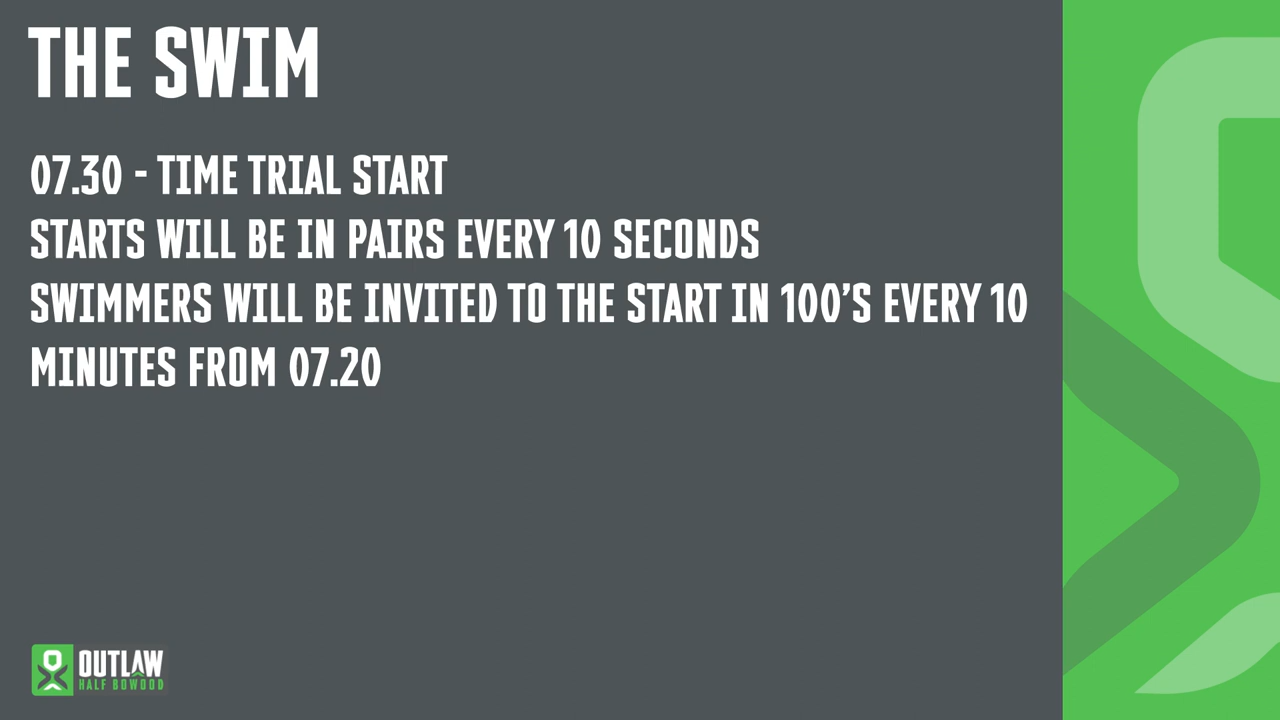 THE SWIM
07.30 - TIME TRIAL START
STARTS WILL BE IN PAIRS EVERY 10 SECONDS
SWIMMERS WILL BE INVITED TO THE START IN 100'S EVERY 10
MINUTES FROM 07.20
OUTLAW
HALF BOWOOD